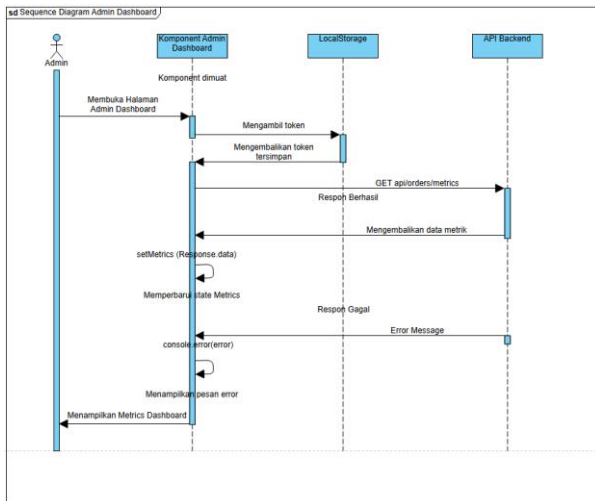 sd Sequence Diagram Admin Dashboard
Komponent Admin
Dashboard
LocalStorage
API Backend
Admin
Komponent dimuat
Membuka Halaman
Admin Dashboard
Mengambil token
Mengembalikan token
tersimpan
GET api/orders/metrics
Respon Berhasil
Mengembalikan data metrik
setMetrics (Response.data)
Memperbarui state Metrics
Respon Gagal
Error Message
console.error(error)
Menampilkan pesan error
Menampilkan Metrics Dashboard